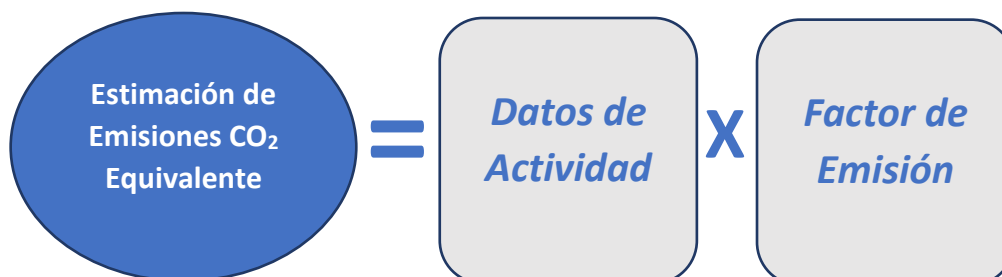 Estimación de
Emisiones CO₂
Equivalente
=
Datos de
Actividad
X
Factor de
Emisión